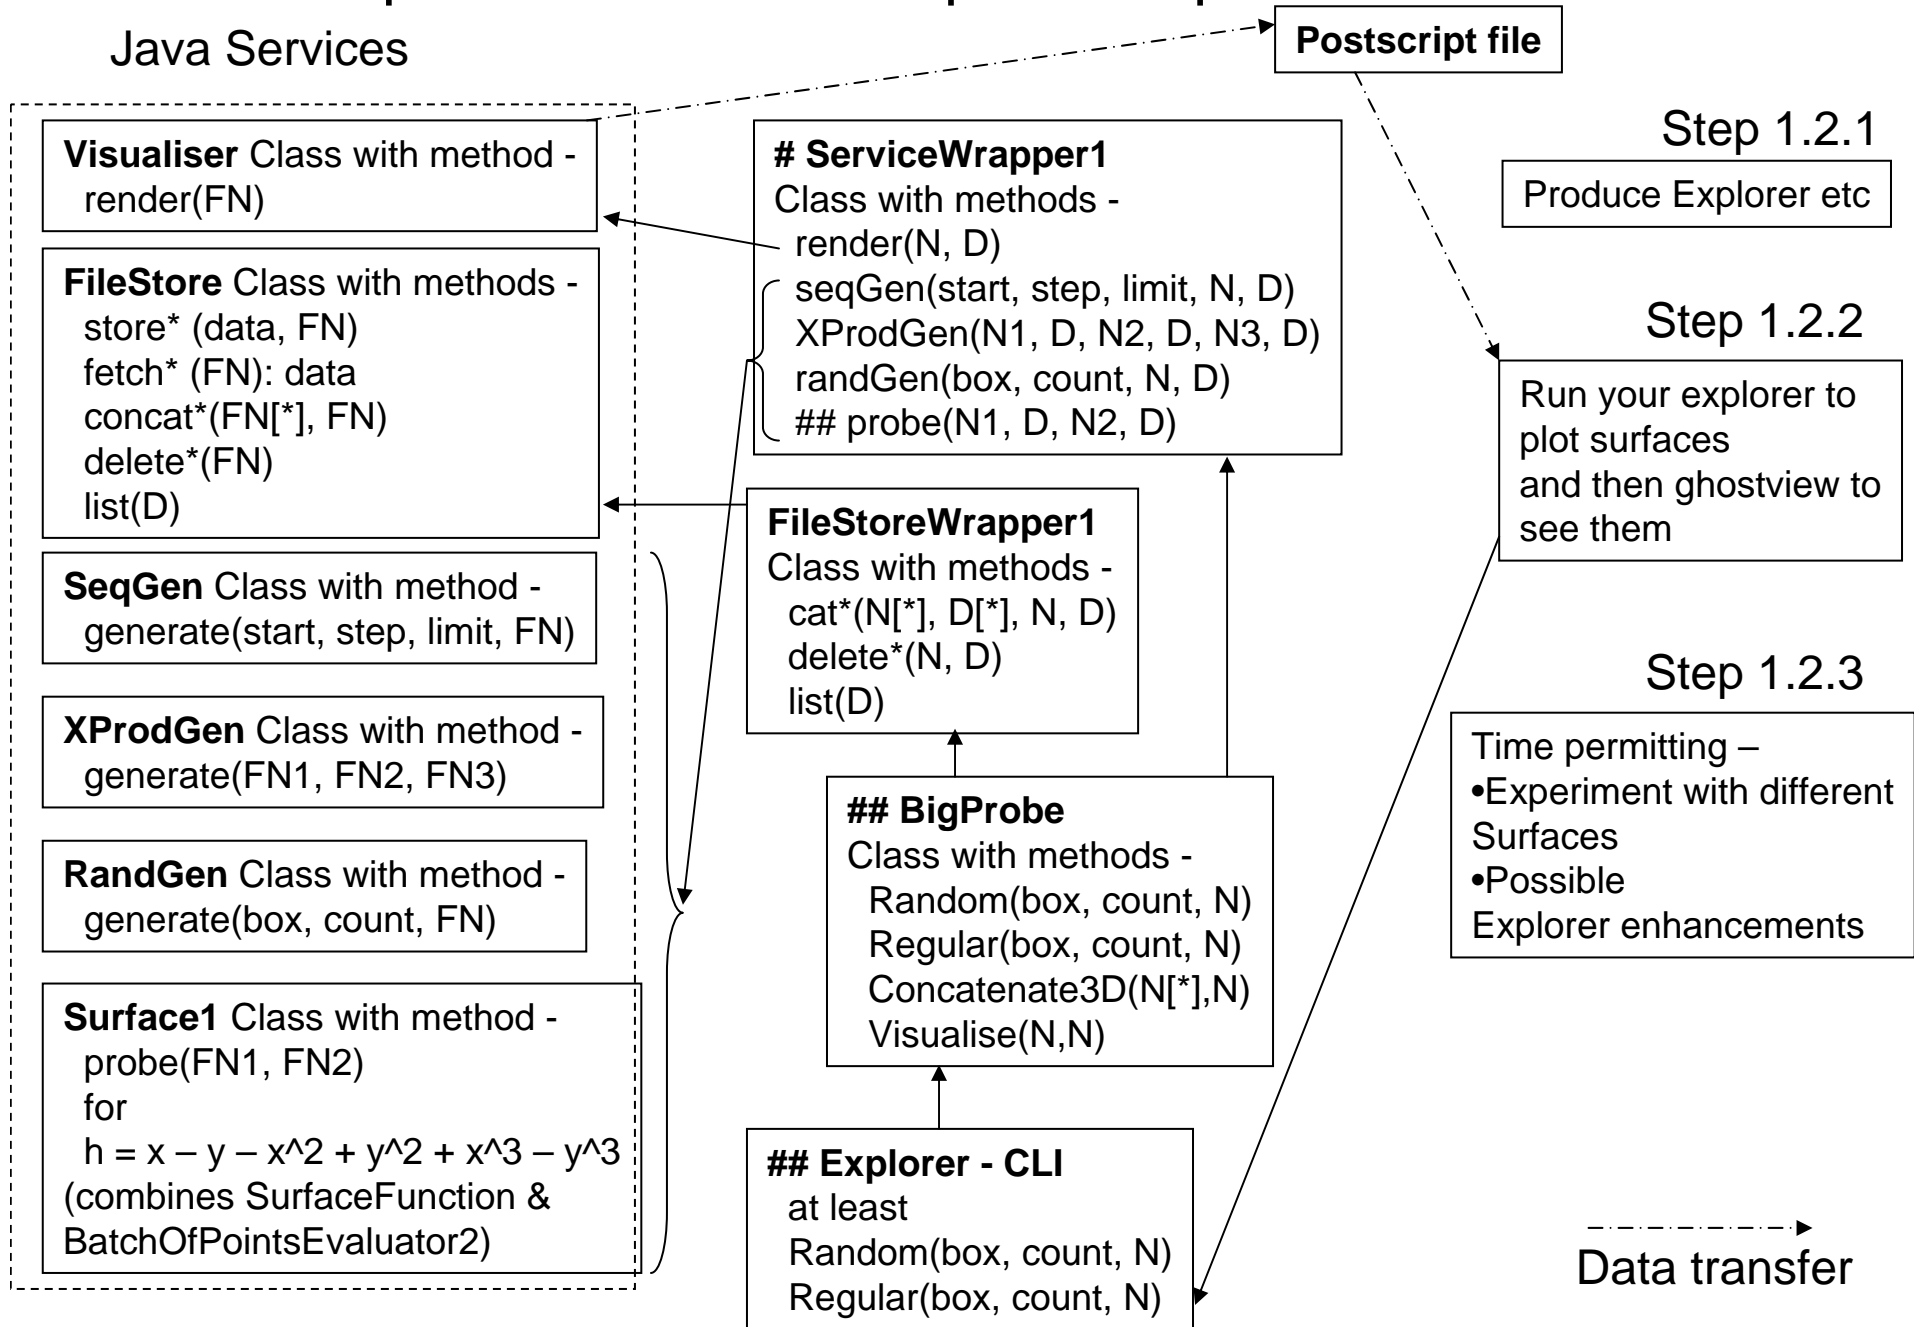 Java Services
Postscript file
Visualiser Class with method -
render(FN)
FileStore Class with methods -
store* (data, FN)
fetch* (FN): data
concat*(FN[*], FN)
delete*(FN)
list(D)
SeqGen Class with method -
generate(start, step, limit, FN)
XProdGen Class with method -
generate(FN1, FN2, FN3)
RandGen Class with method -
generate(box, count, FN)
Surface1 Class with method -
probe(FN1, FN2)
for
h = x – y – x^2 + y^2 + x^3 – y^3
(combines SurfaceFunction &
BatchOfPointsEvaluator2)
# ServiceWrapper1
Class with methods -
render(N, D)
seqGen(start, step, limit, N, D)
XProdGen(N1, D, N2, D, N3, D)
randGen(box, count, N, D)
## probe(N1, D, N2, D)
FileStoreWrapper1
Class with methods -
cat*(N[*], D[*], N, D)
delete*(N, D)
list(D)
## BigProbe
Class with methods -
Random(box, count, N)
Regular(box, count, N)
Concatenate3D(N[*],N)
Visualise(N,N)
## Explorer - CLI
at least
Random(box, count, N)
Regular(box, count, N)
Step 1.2.1
Produce Explorer etc
Step 1.2.2
Run your explorer to
plot surfaces
and then ghostview to
see them
Step 1.2.3
Time permitting –
•Experiment with different
Surfaces
•Possible
Explorer enhancements
Data transfer